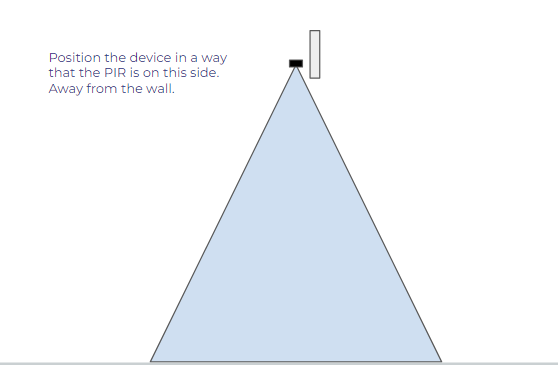 Position the device in a way
that the PIR is on this side.
Away from the wall.